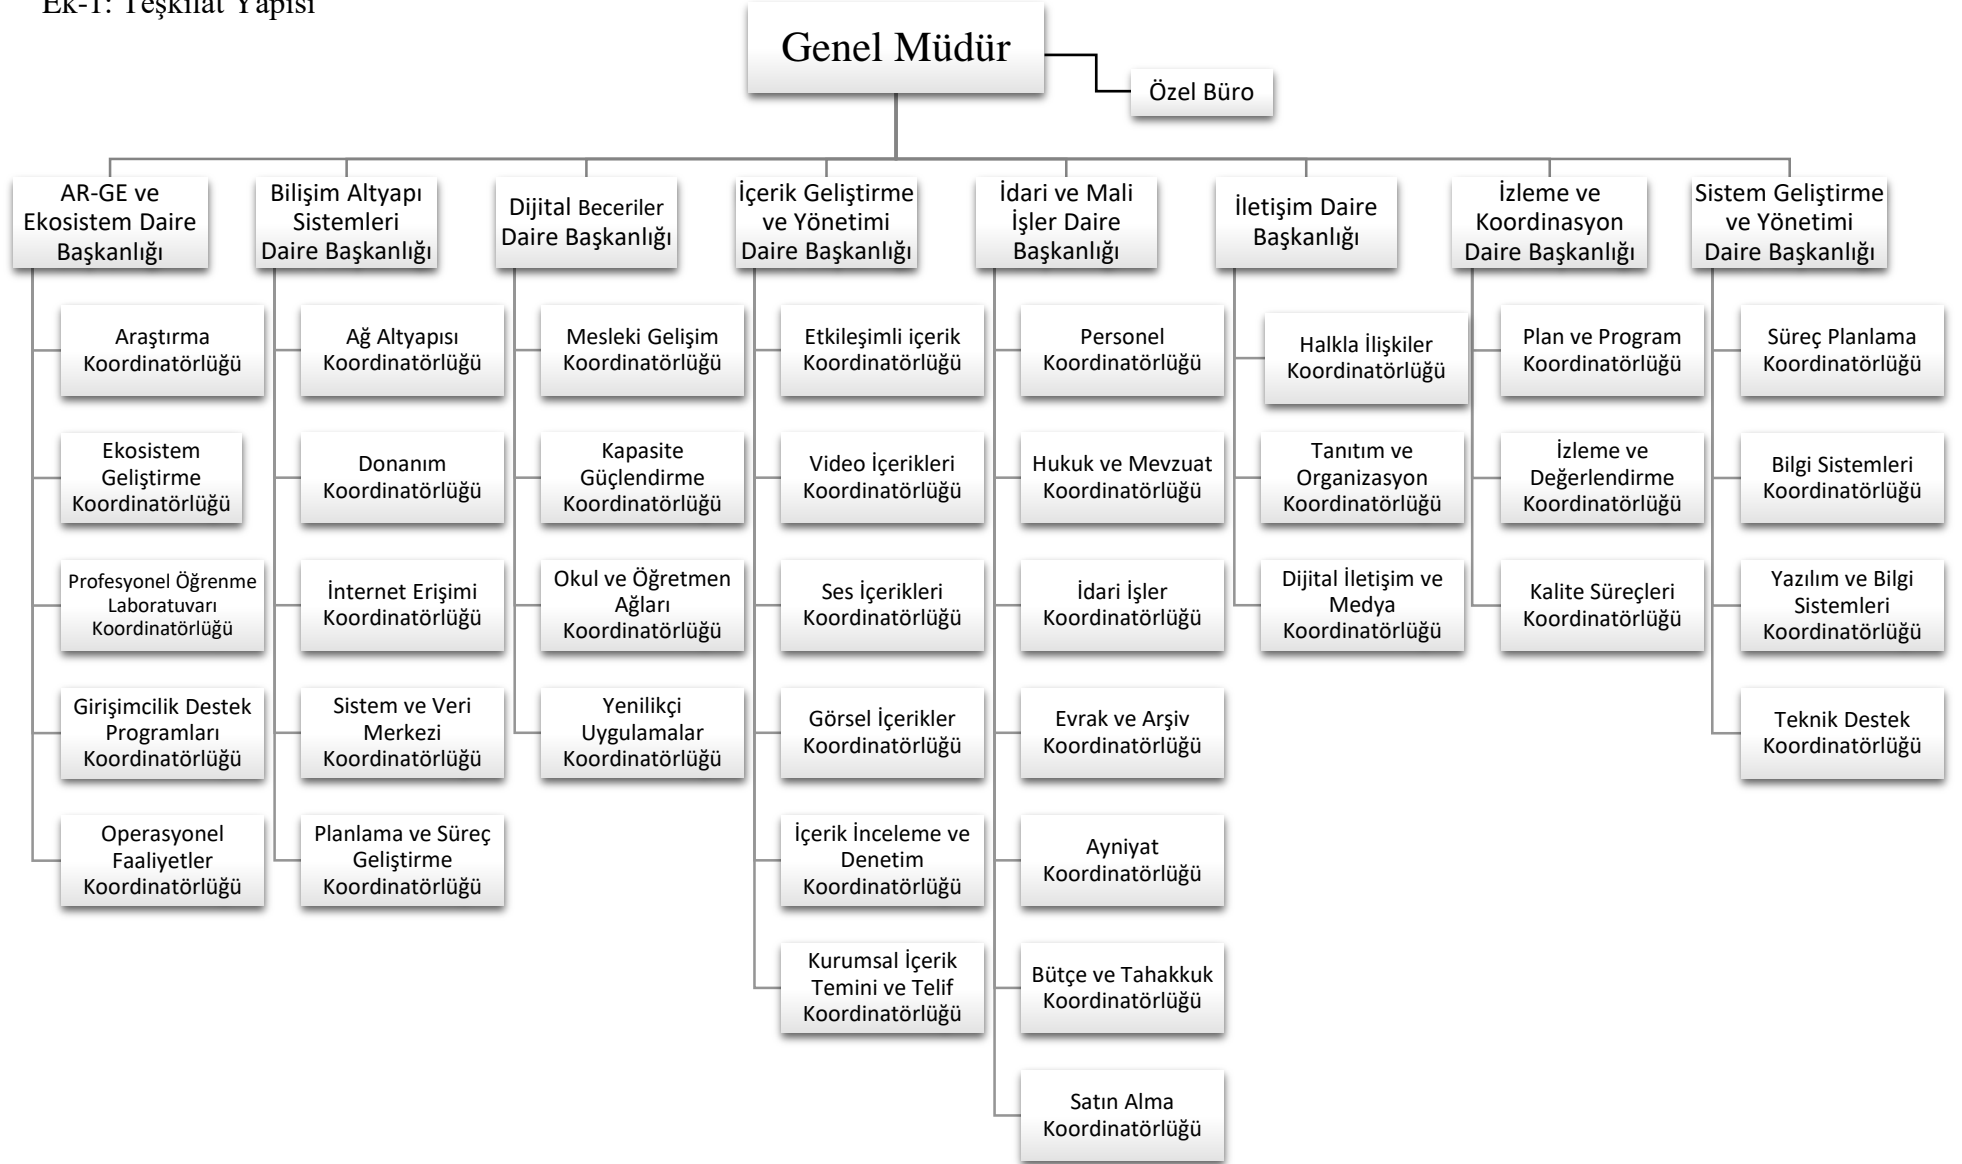 Ek-1: Teşkilat Yapısı
Genel Müdür
Özel Büro
AR-GE ve
Ekosistem Daire
Başkanlığı
Araştırma
Koordinatörlüğü
Ekosistem
Geliştirme
Koordinatörlüğü
Profesyonel Öğrenme
Laboratuvarı
Koordinatörlüğü
Girişimcilik Destek
Programları
Koordinatörlüğü
Operasyonel
Faaliyetler
Koordinatörlüğü
Bilişim Altyapı
Sistemleri
Daire Başkanlığı
Ağ Altyapısı
Koordinatörlüğü
Donanım
Koordinatörlüğü
İnternet Erişimi
Koordinatörlüğü
Sistem ve Veri
Merkezi
Koordinatörlüğü
Planlama ve Süreç
Geliştirme
Koordinatörlüğü
Dijital Beceriler
Daire Başkanlığı
Mesleki Gelişim
Koordinatörlüğü
Kapasite
Güçlendirme
Koordinatörlüğü
Okul ve Öğretmen
Ağları
Koordinatörlüğü
Yenilikçi
Uygulamalar
Koordinatörlüğü
İçerik Geliştirme
ve Yönetimi
Daire Başkanlığı
Etkileşimli içerik
Koordinatörlüğü
Video İçerikleri
Koordinatörlüğü
Ses İçerikleri
Koordinatörlüğü
Görsel İçerikler
Koordinatörlüğü
İçerik İnceleme ve
Denetim
Koordinatörlüğü
Kurumsal İçerik
Temini ve Telif
Koordinatörlüğü
İdari ve Mali
İşler Daire
Başkanlığı
Personel
Koordinatörlüğü
Hukuk ve Mevzuat
Koordinatörlüğü
İdari İşler
Koordinatörlüğü
Evrak ve Arşiv
Koordinatörlüğü
Ayniyat
Koordinatörlüğü
Bütçe ve Tahakkuk
Koordinatörlüğü
Satın Alma
Koordinatörlüğü
İletişim Daire
Başkanlığı
Halkla İlişkiler
Koordinatörlüğü
Tanıtım ve
Organizasyon
Koordinatörlüğü
Dijital İletişim ve
Medya
Koordinatörlüğü
İzleme ve
Koordinasyon
Daire Başkanlığı
Plan ve Program
Koordinatörlüğü
İzleme ve
Değerlendirme
Koordinatörlüğü
Kalite Süreçleri
Koordinatörlüğü
Sistem Geliştirme
ve Yönetimi
Daire Başkanlığı
Süreç Planlama
Koordinatörlüğü
Bilgi Sistemleri
Koordinatörlüğü
Yazılım ve Bilgi
Sistemleri
Koordinatörlüğü
Teknik Destek
Koordinatörlüğü